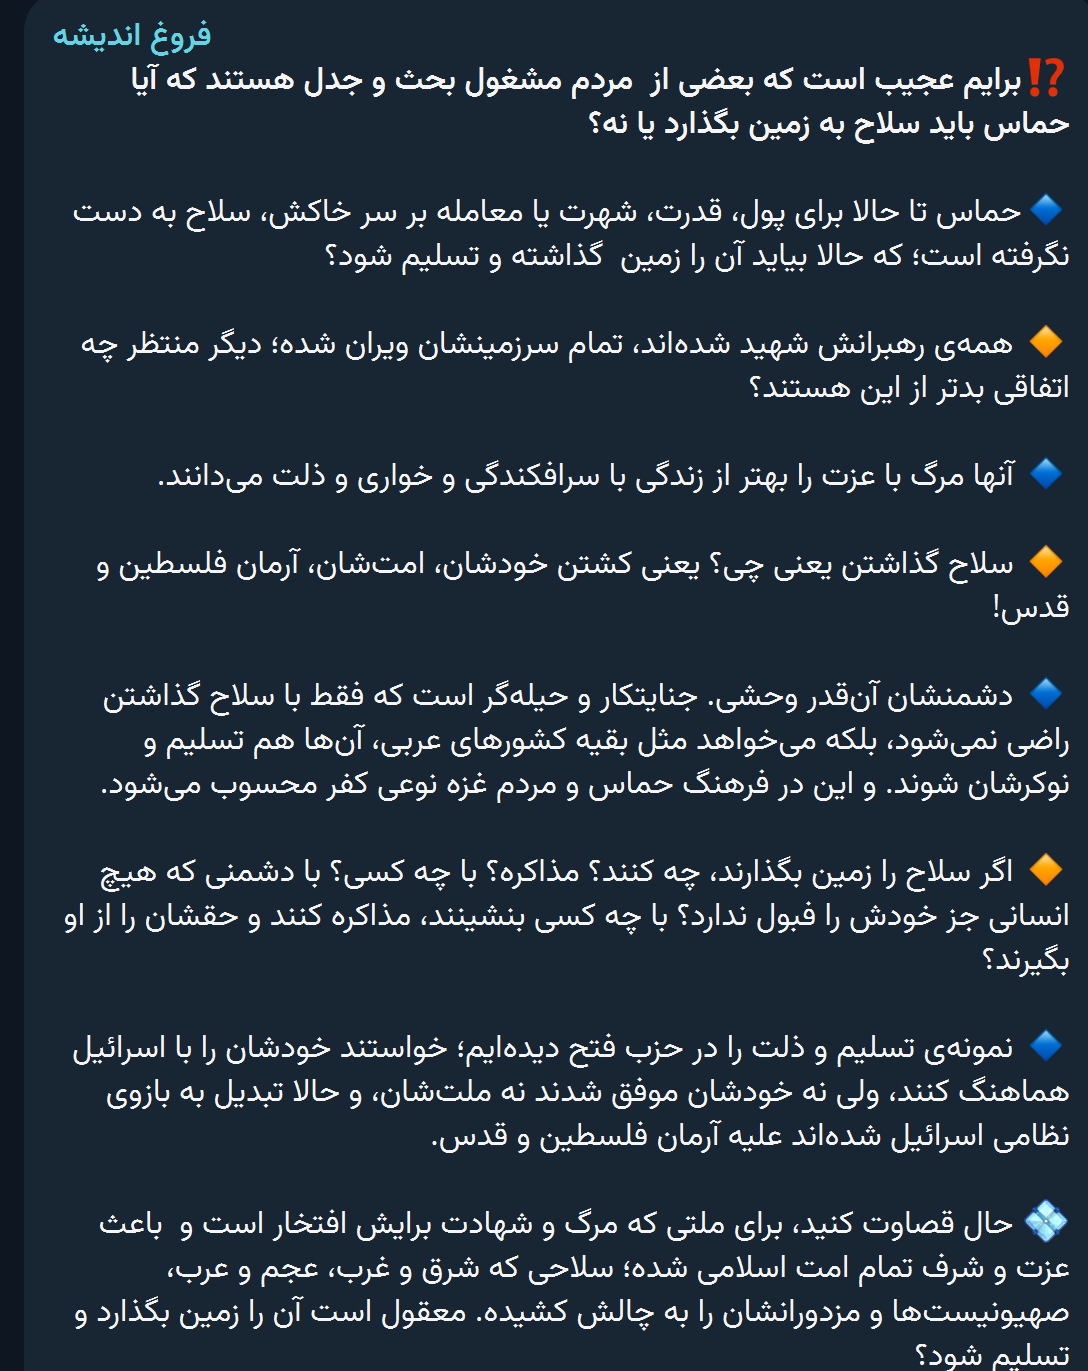 فروغ اندیشه
⁉️برایم عجیب است که بعضی از مردم مشغول بحث و جدل هستند که آیا
حماس باید سلاح به زمین بگذارد یا نه؟
🔷حماس تا حالا برای پول، قدرت، شهرت یا معامله بر سر خاکش، سلاح به دست
نگرفته است؛ که حالا بیاید آن را زمین گذاشته و تسلیم شود؟
🔶 همه‌ی رهبرانش شهید شده‌اند، تمام سرزمینشان ویران شده؛ دیگر منتظر چه
اتفاقی بدتر از این هستند؟
🔷 آنها مرگ با عزت را بهتر از زندگی با سرافکندگی و خواری و ذلت می‌دانند.
🔶 سلاح گذاشتن یعنی چی؟ یعنی کشتن خودشان، امت‌شان، آرمان فلسطین و
قدس!
🔷 دشمنشان آن‌قدر وحشی. جنایتکار و حیله‌گر است که فقط با سلاح گذاشتن
راضی نمی‌شود، بلکه می‌خواهد مثل بقیه کشورهای عربی، آن‌ها هم تسلیم و
نوکرشان شوند. و این در فرهنگ حماس و مردم غزه نوعی کفر محسوب می‌شود.
🔶 اگر سلاح را زمین بگذارند، چه کنند؟ مذاکره؟ با چه کسی؟ با دشمنی که هیچ
انسانی جز خودش را فبول ندارد؟ با چه کسی بنشینند، مذاکره کنند و حقشان را از او
بگیرند؟
🔷 نمونه‌ی تسلیم و ذلت را در حزب فتح دیده‌ایم؛ خواستند خودشان را با اسرائیل
هماهنگ کنند، ولی نه خودشان موفق شدند نه ملت‌شان، و حالا تبدیل به بازوی
نظامی اسرائیل شده‌اند علیه آرمان فلسطین و قدس.
💠حال قصاوت کنید، برای ملتی که مرگ و شهادت برایش افتخار است و باعث
عزت و شرف تمام امت اسلامی شده؛ سلاحی که شرق و غرب، عجم و عرب،
صهیونیست‌ها و مزدورانشان را به چالش کشیده. معقول است آن را زمین بگذارد و
تسلیم شود؟